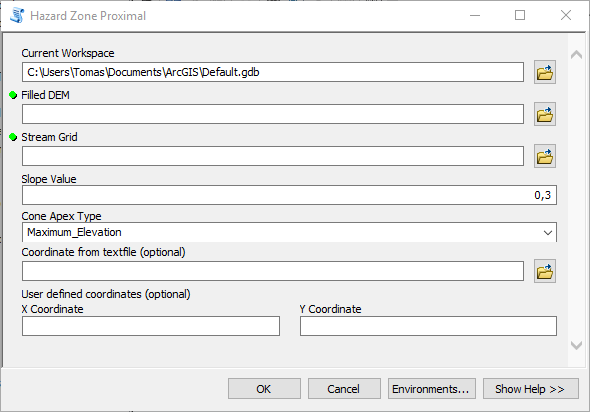 Hazard Zone Proximal
Current Workspace
C:\Users\Tomas\Documents\ArcGIS\Default.gdb
Filled DEM
Stream Grid
Slope Value
0,3
Cone Apex Type
Maximum_Elevation
Coordinate from textfile (optional)
User defined coordinates (optional)
X Coordinate Y Coordinate
OK Cancel Environments... Show Help >>